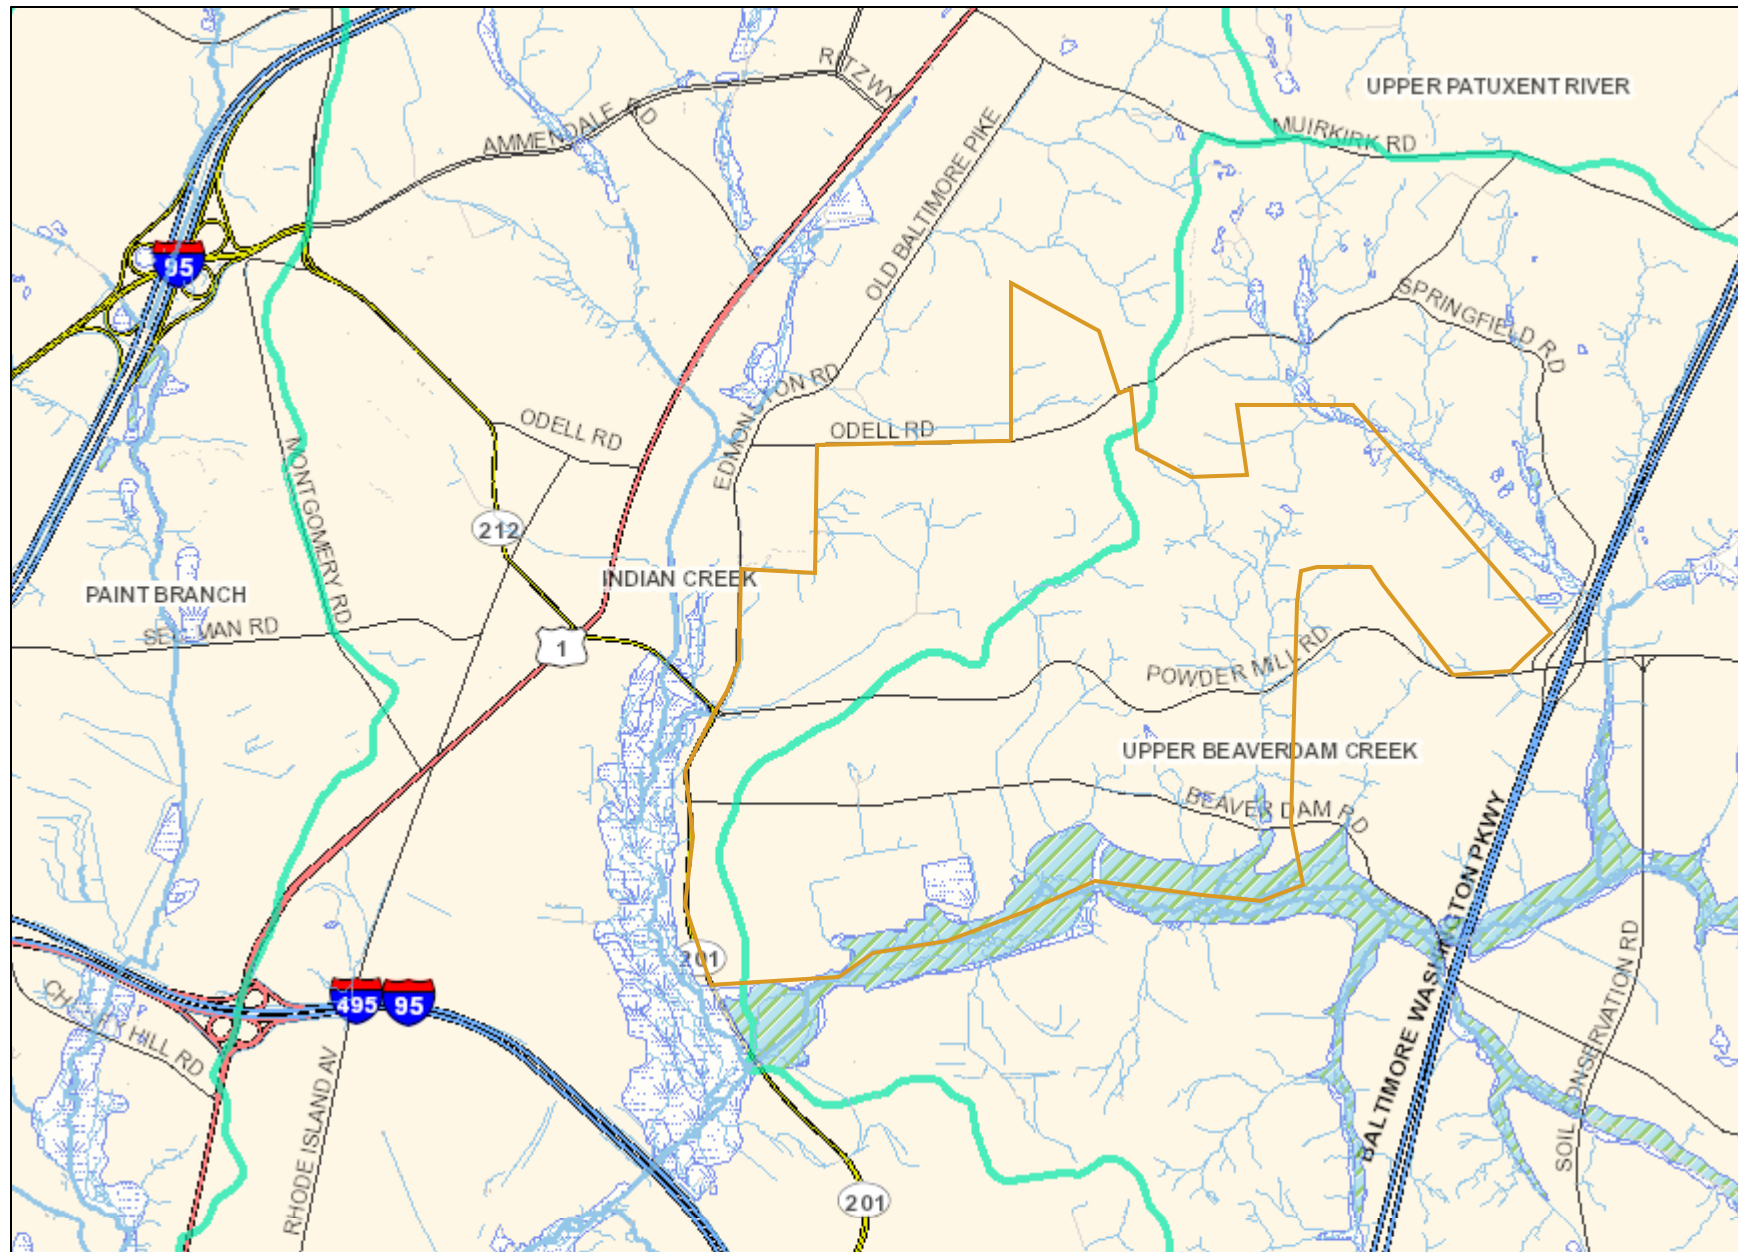 RITZ WY
UPPER PATUXENT RIVER
AMMENDALE RD
MUIRKIRK RD
OLD BALTIMORE PIKE
95
SPRINGFIELD RD
EDMONSTON RD
ODELL RD
ODELL RD
MONTGOMERY RD
212
INDIAN CREEK
PAINT BRANCH
SELLMAN RD
1
POWDER MILL RD
UPPER BEAVERDAM CREEK
BEAVER DAM RD
BALTIMORE WASHINGTON PKWY
201
SOIL CONSERVATION RD
495
95
CHERRY HILL RD
RHODE ISLAND AV
201